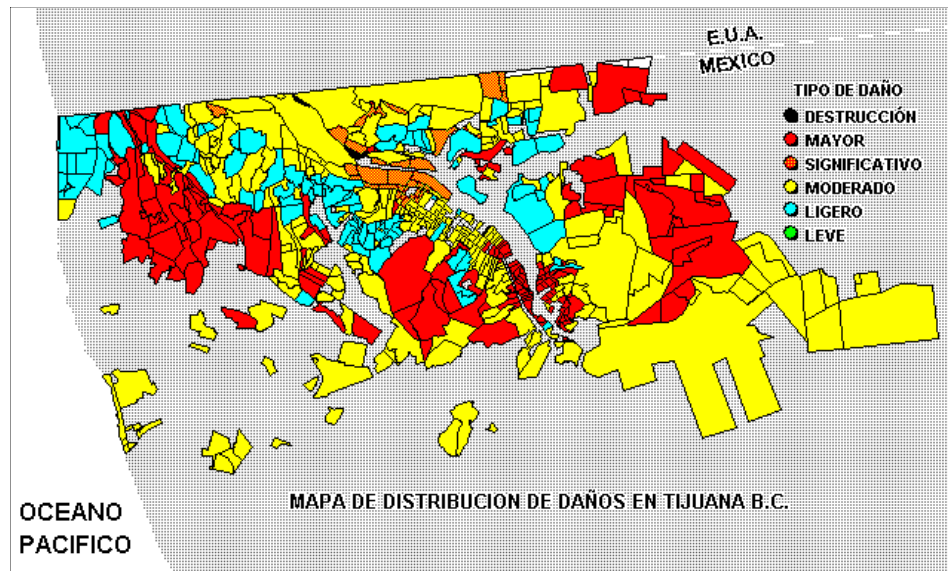 E.U.A.
MEXICO
TIPO DE DAÑO
DESTRUCCIÓN
MAYOR
SIGNIFICATIVO
MODERADO
LIGERO
LEVE
MAPA DE DISTRIBUCION DE DAÑOS EN TIJUANA B.C.
OCEANO
PACIFICO